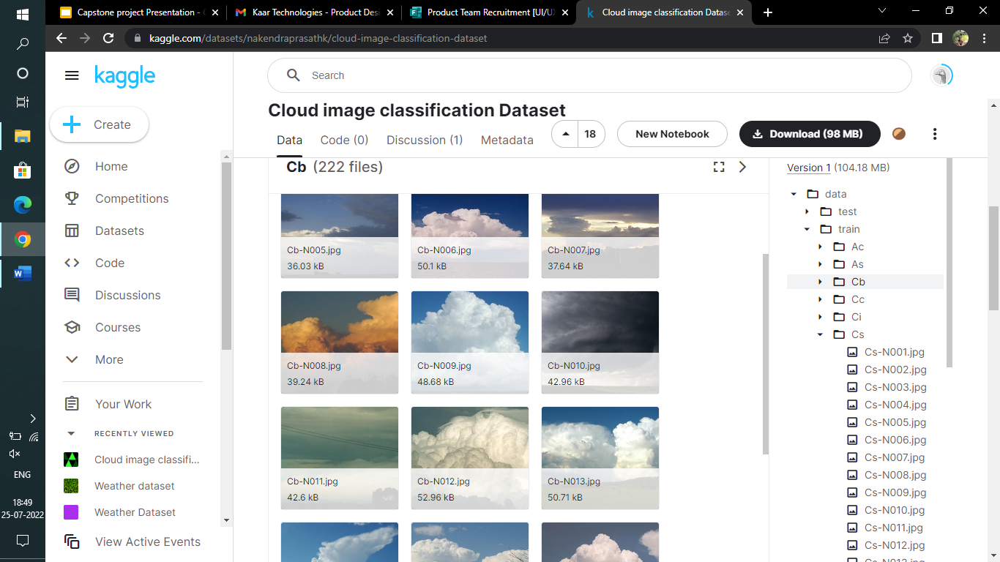 Capstone project Presentation -
Kaar Technologies - Product Des
Product Team Recruitment [UI/U
Cloud image classification Datase
kaggle.com/datasets/nakendraprasathk/cloud-image-classification-dataset
kaggle
Search
Create
Home
Competitions
Datasets
Code
Discussions
Courses
More
Your Work
RECENTLY VIEWED
Cloud image classifi...
Weather dataset
Weather Dataset
View Active Events
ENG
18:49
25-07-2022
Cloud image classification Dataset
Data Code (0) Discussion (1) Metadata
18
New Notebook
Download (98 MB)
Cb (222 files)
Cb-N005.jpg
36.03 kB
Cb-N006.jpg
50.1 kB
Cb-N007.jpg
37.64 kB
Cb-N008.jpg
39.24 kB
Cb-N009.jpg
48.68 kB
Cb-N010.jpg
42.96 kB
Cb-N011.jpg
42.6 kB
Cb-N012.jpg
52.96 kB
Cb-N013.jpg
50.71 kB
Version 1 (104.18 MB)
data
test
train
Ac
As
Cb
Cc
Ci
Cs
Cs-N001.jpg
Cs-N002.jpg
Cs-N003.jpg
Cs-N004.jpg
Cs-N005.jpg
Cs-N006.jpg
Cs-N007.jpg
Cs-N008.jpg
Cs-N009.jpg
Cs-N010.jpg
Cs-N011.jpg
Cs-N012.jpg